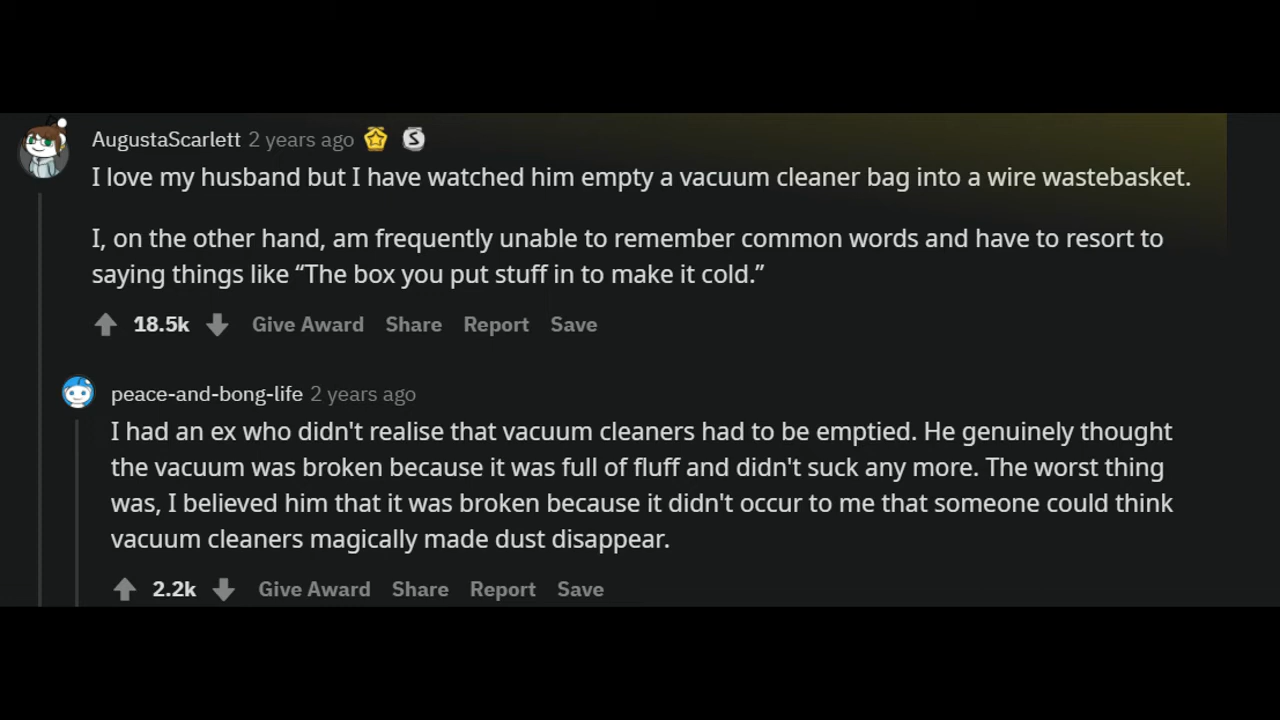 AugustaScarlett 2 years ago S
I love my husband but I have watched him empty a vacuum cleaner bag into a wire wastebasket.
I, on the other hand, am frequently unable to remember common words and have to resort to
saying things like “The box you put stuff in to make it cold.”
18.5k Give Award Share Report Save
peace-and-bong-life 2 years ago
I had an ex who didn't realise that vacuum cleaners had to be emptied. He genuinely thought
the vacuum was broken because it was full of fluff and didn't suck any more. The worst thing
was, I believed him that it was broken because it didn't occur to me that someone could think
vacuum cleaners magically made dust disappear.
2.2k Give Award Share Report Save